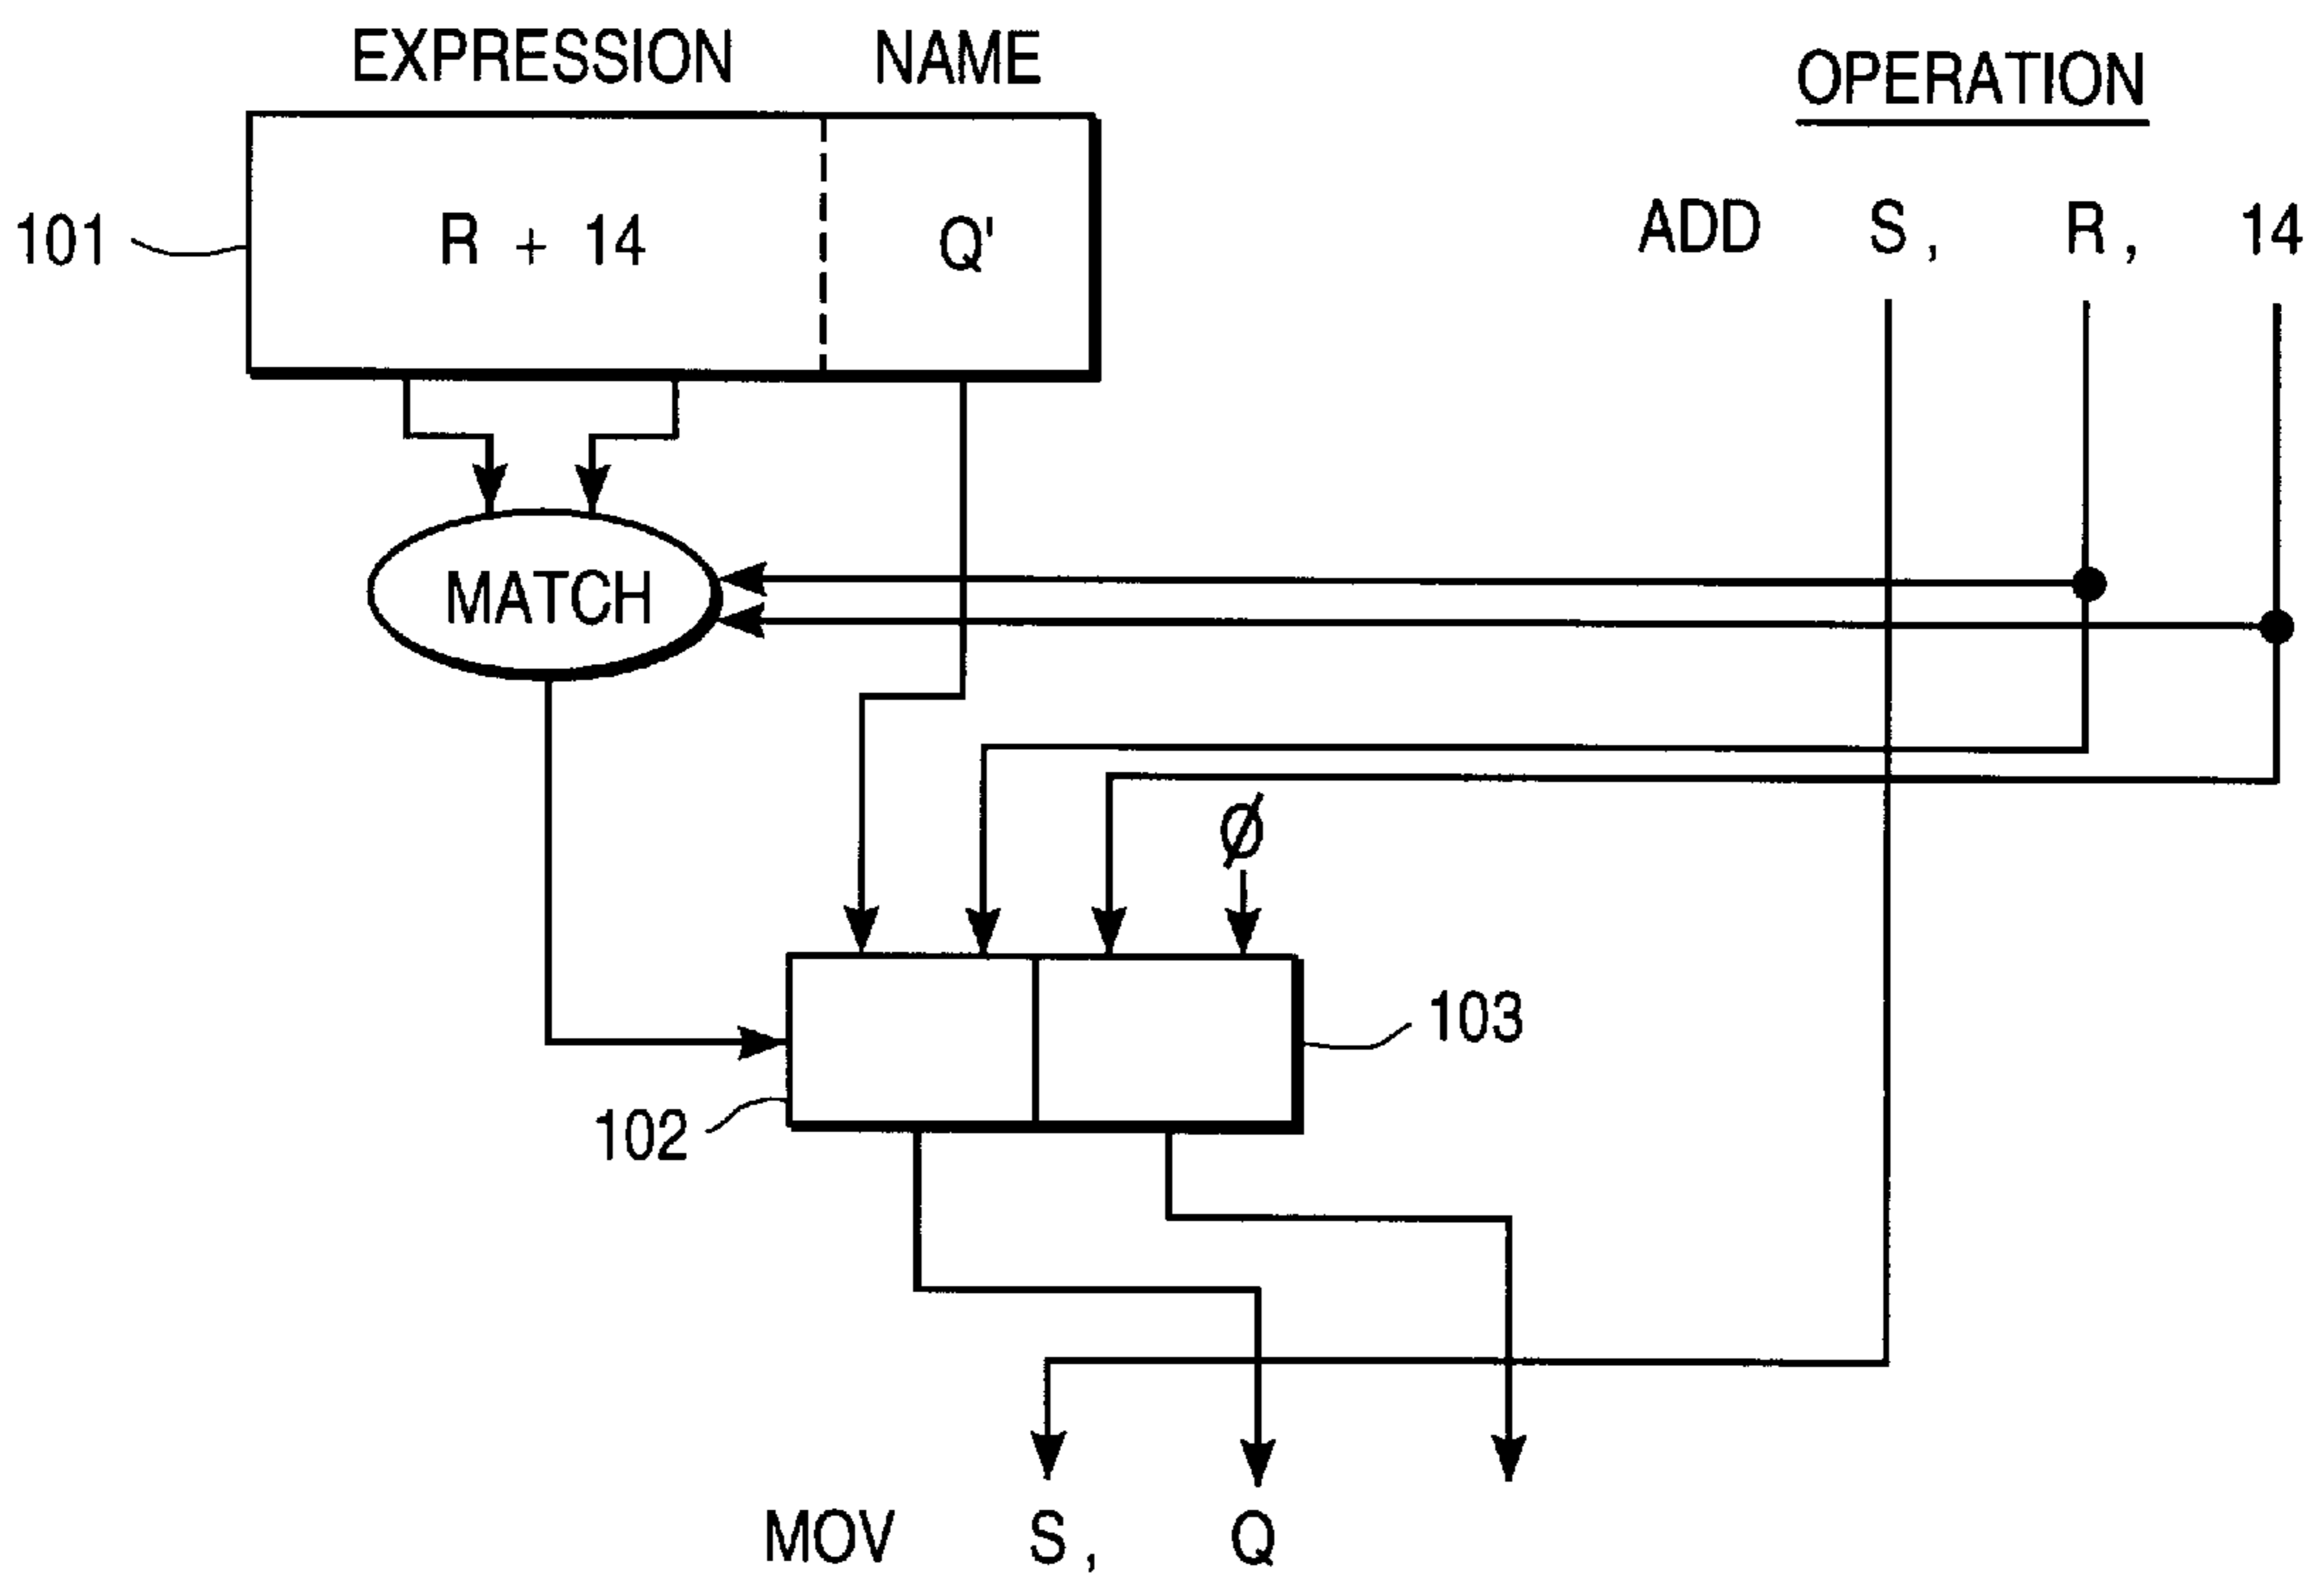 EXPRESSION NAME
OPERATION
101
R + 14
Q'
ADD S, R, 14
MATCH
Ø
103
102
MOV S, Q